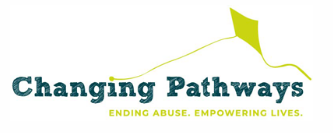 Changing Pathways
ENDING ABUSE. EMPOWERING LIVES.